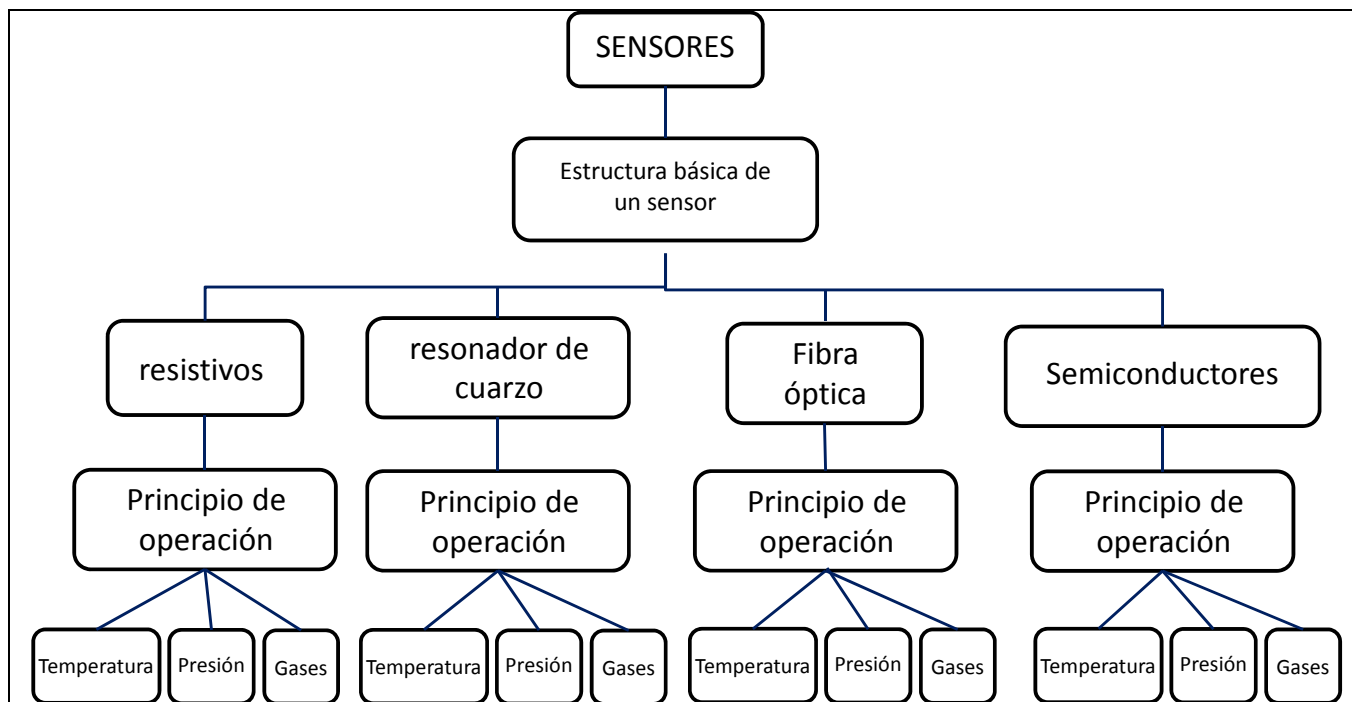 SENSORES
Estructura básica de
un sensor
resistivos
resonador de
cuarzo
Fibra
óptica
Semiconductores
Principio de
operación
Principio de
operación
Principio de
operación
Principio de
operación
Temperatura
Presión
Gases
Temperatura
Presión
Gases
Temperatura
Presión
Gases
Temperatura
Presión
Gases